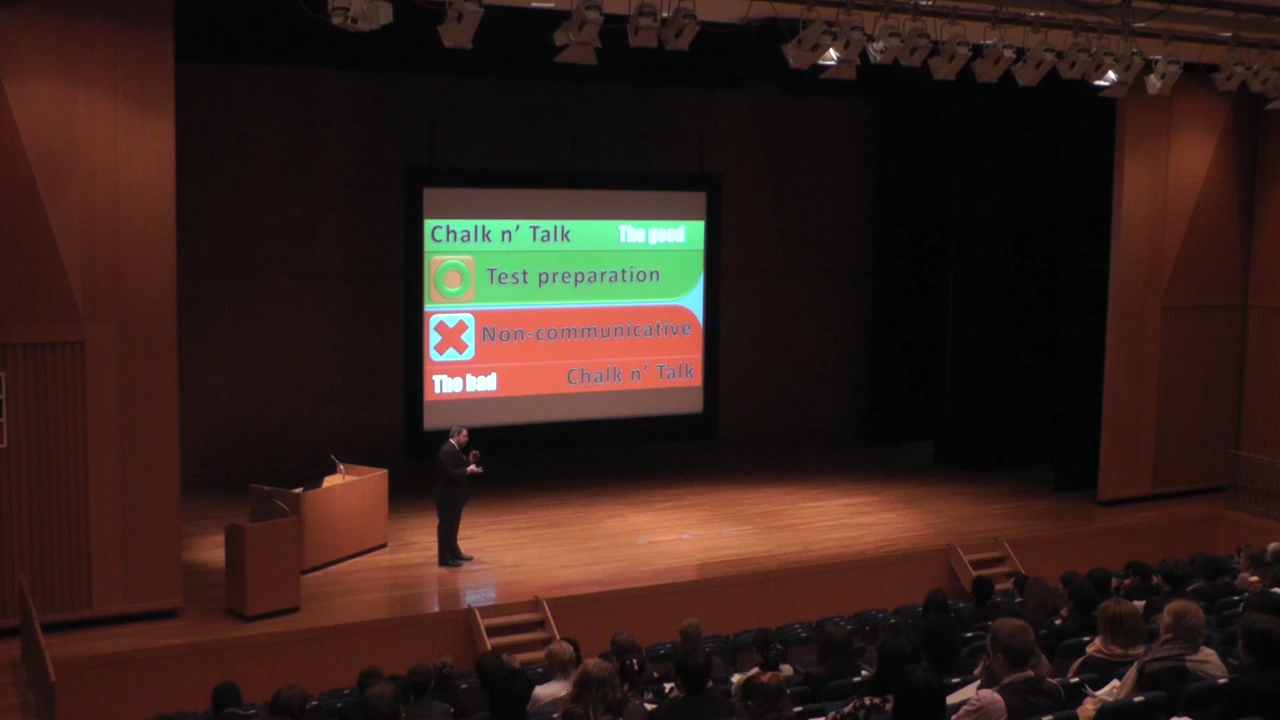 Chalk n' Talk The good
Test preparation
Non-communicative
The bad Chalk n' Talk